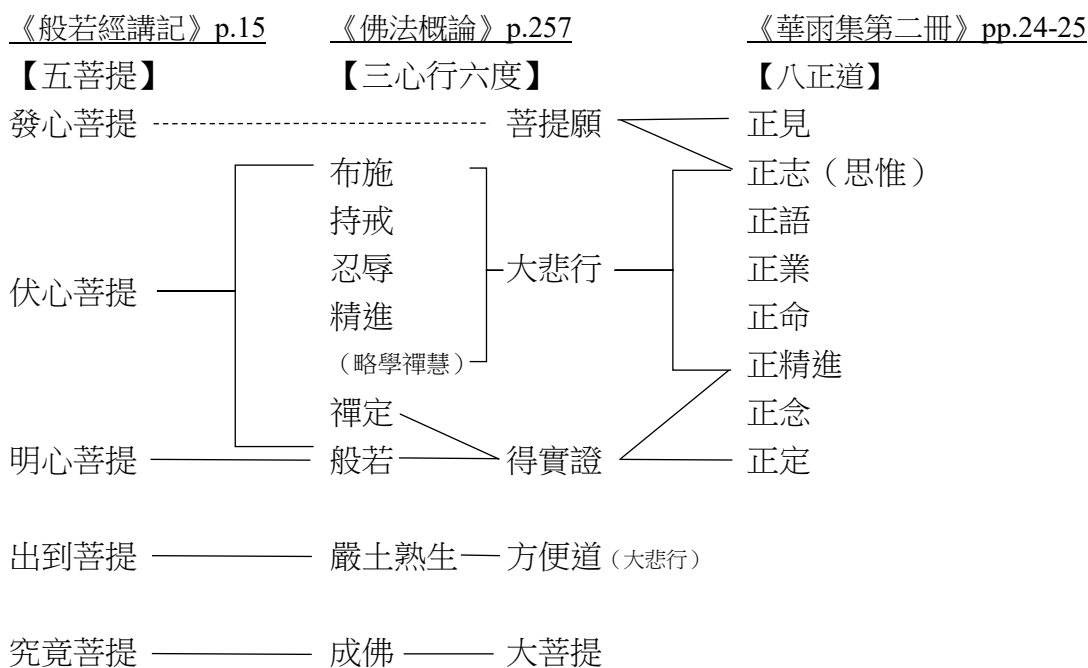 《般若經講記》p.15 《佛法概論》p.257 《華雨集第二冊》pp.24-25
【五菩提】 【三心行六度】 【八正道】
發心菩提 菩提願 正見
布施 正志（思惟）
持戒 正語
伏心菩提 忍辱 大悲行 正業
精進 正命
（略學禪慧） 正精進
禪定 正念
明心菩提 般若 得實證 正定
出到菩提 嚴土熟生 方便道（大悲行）
究竟菩提 成佛 大菩提